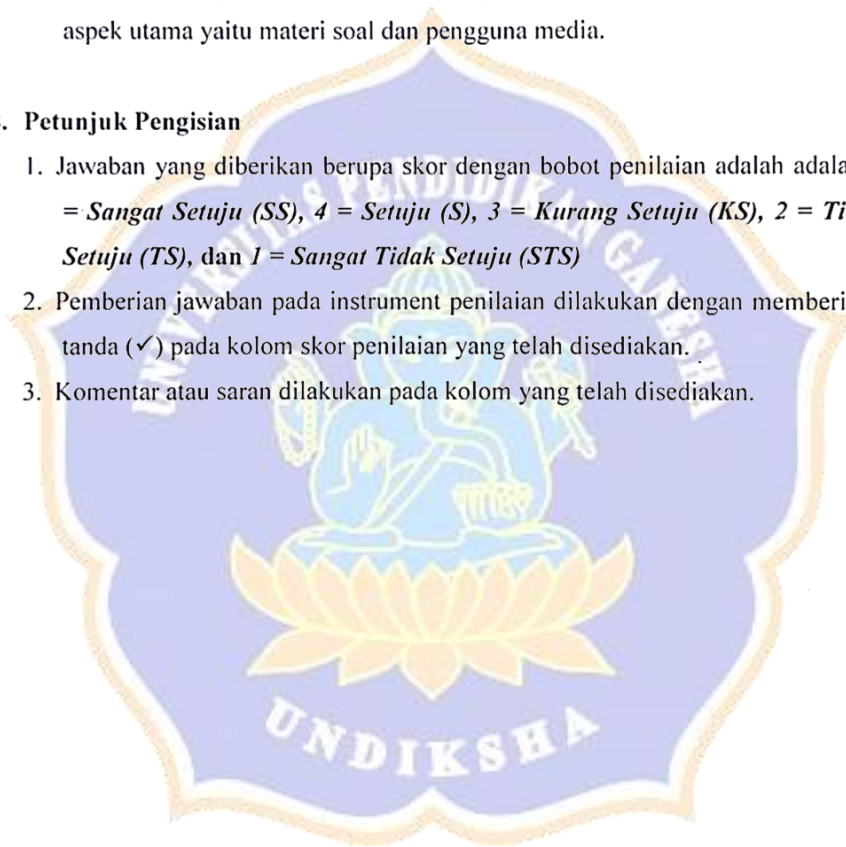 aspek utama yaitu materi soal dan pengguna media.
. Petunjuk Pengisian
1. Jawaban yang diberikan berupa skor dengan bobot penilaian adalah adala
= Sangat Setuju (SS), 4 = Setuju (S), 3 = Kurang Setuju (KS), 2 = Ti
Setuju (TS), dan 1 = Sangat Tidak Setuju (STS)
2. Pemberian jawaban pada instrument penilaian dilakukan dengan memberi
tanda (✓) pada kolom skor penilaian yang telah disediakan.
3. Komentar atau saran dilakukan pada kolom yang telah disediakan.
UNIVERSITAS PENDIDIKAN GANESHA
UNDIKSHA